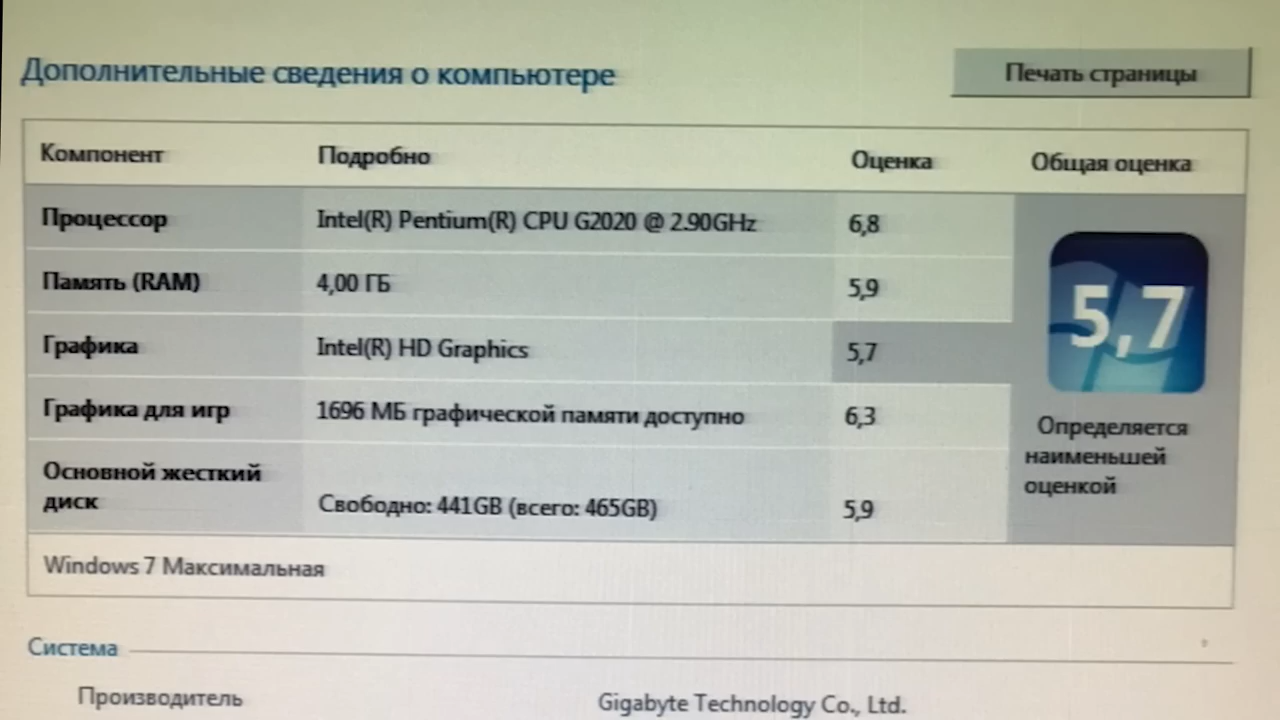 Дополнительные сведения о компьютере
Печать страницы
Компонент Подробно Оценка Общая оценка
Процессор Intel(R) Pentium(R) CPU G2020 @ 2.90GHz 6,8
Память (RAM) 4,00 ГБ 5,9
Графика Intel(R) HD Graphics 5,7
Графика для игр 1696 МБ графической памяти доступно 6,3
Основной жесткий
диск Свободно: 441GB (всего: 465GB) 5,9
5,7
Определяется
наименьшей
оценкой
Windows 7 Максимальная
Система
Производитель Gigabyte Technology Co., Ltd.